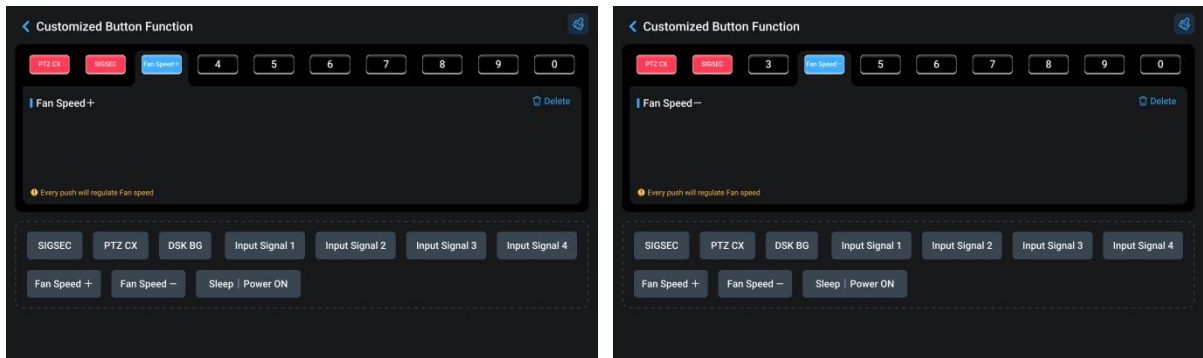 Customized Button Function
PTZ CX SIGSEC Fan Speed+ 4 5 6 7 8 9 0
Fan Speed+
Delete
Every push will regulate Fan speed
SIGSEC PTZ CX DSK BG Input Signal 1 Input Signal 2 Input Signal 3 Input Signal 4
Fan Speed + Fan Speed − Sleep | Power ON
Customized Button Function
PTZ CX SIGSEC 3 Fan Speed− 5 6 7 8 9 0
Fan Speed−
Delete
Every push will regulate Fan speed
SIGSEC PTZ CX DSK BG Input Signal 1 Input Signal 2 Input Signal 3 Input Signal 4
Fan Speed + Fan Speed − Sleep | Power ON